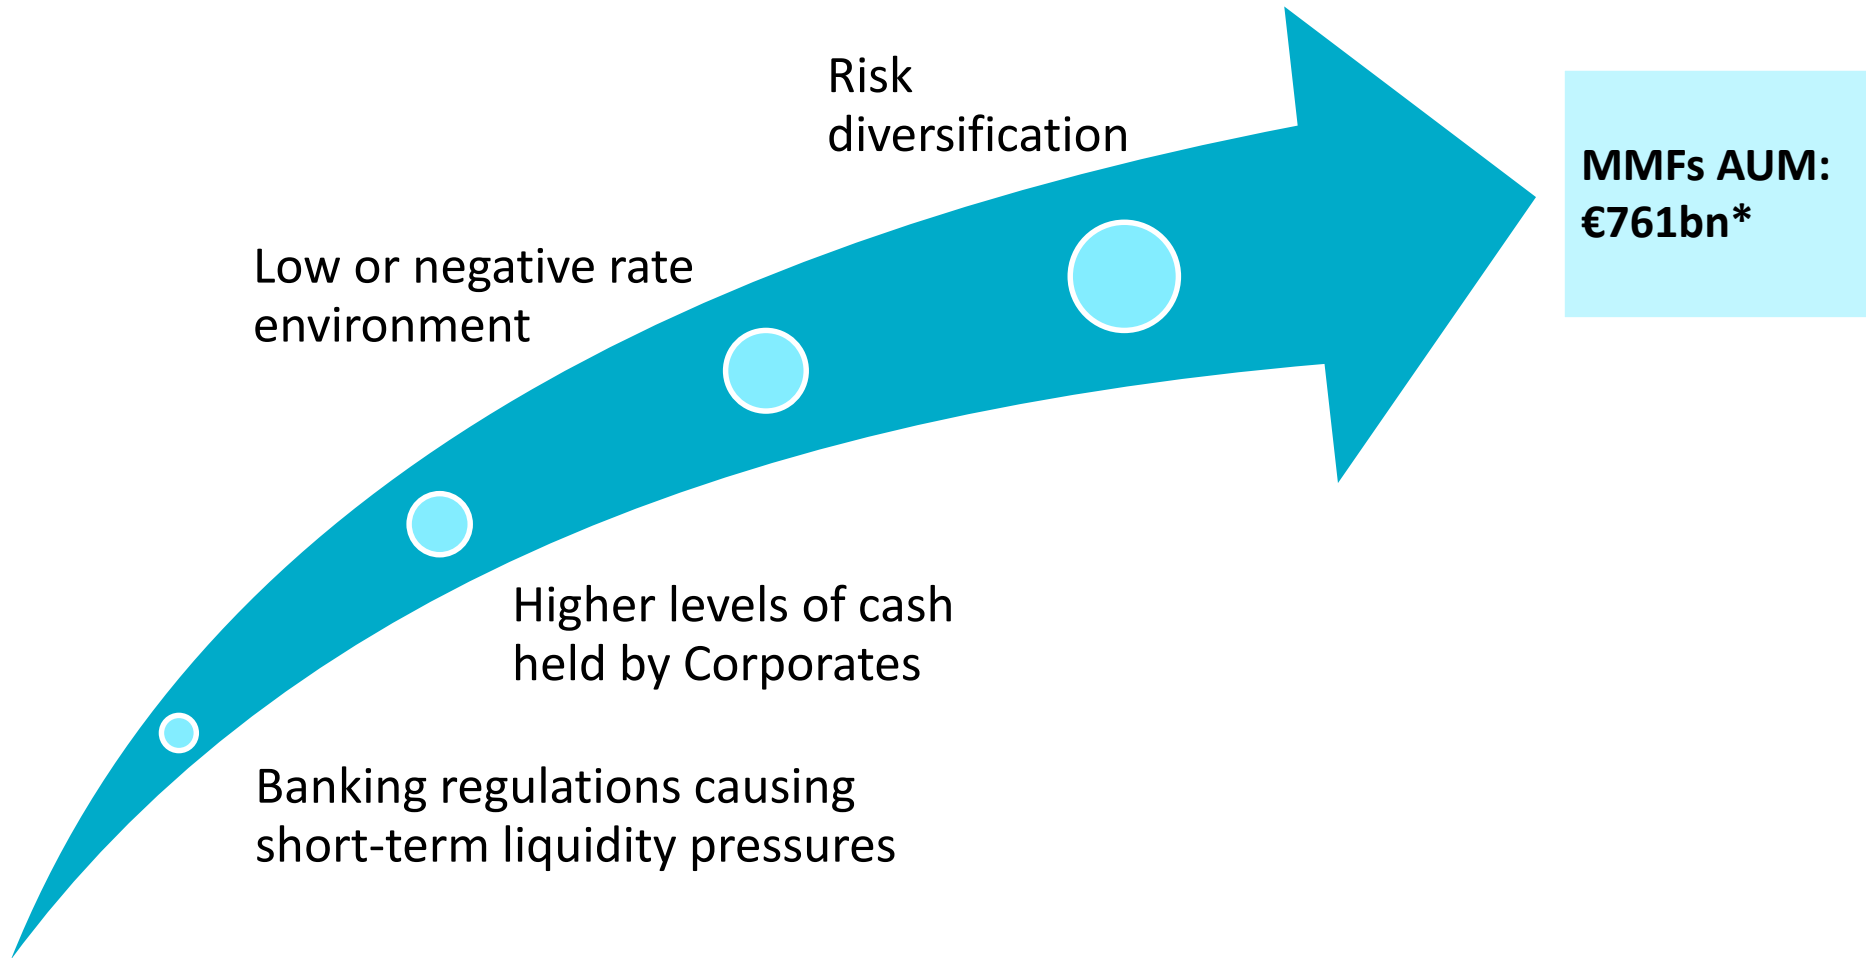 Risk
diversification
MMFs AUM:
€761bn*
Low or negative rate
environment
Higher levels of cash
held by Corporates
Banking regulations causing
short-term liquidity pressures